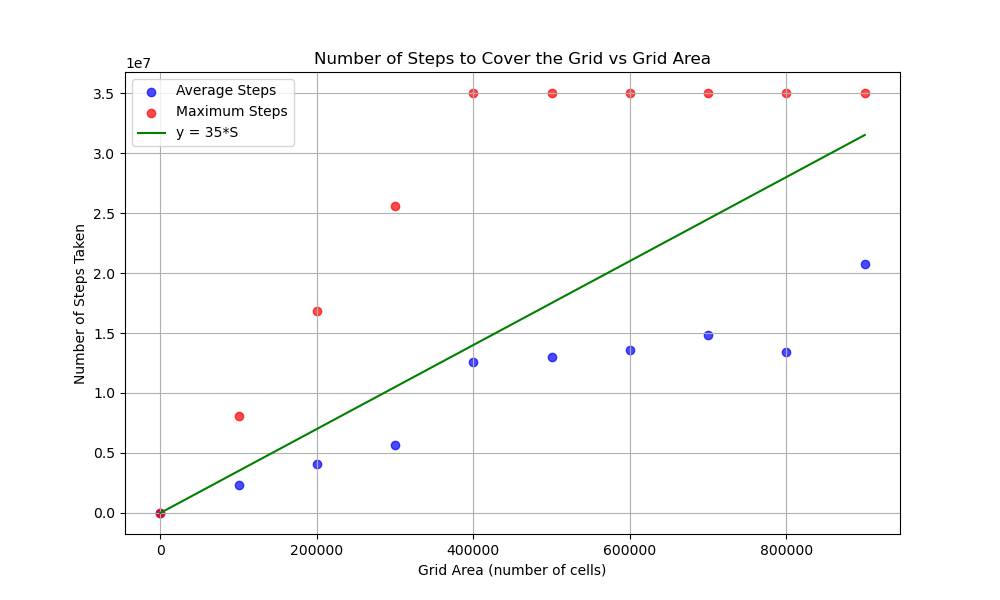 Number of Steps to Cover the Grid vs Grid Area
1e7
Average Steps
Maximum Steps
y = 35*S
3.5
3.0
2.5
2.0
1.5
1.0
0.5
0.0
Number of Steps Taken
0 200000 400000 600000 800000
Grid Area (number of cells)